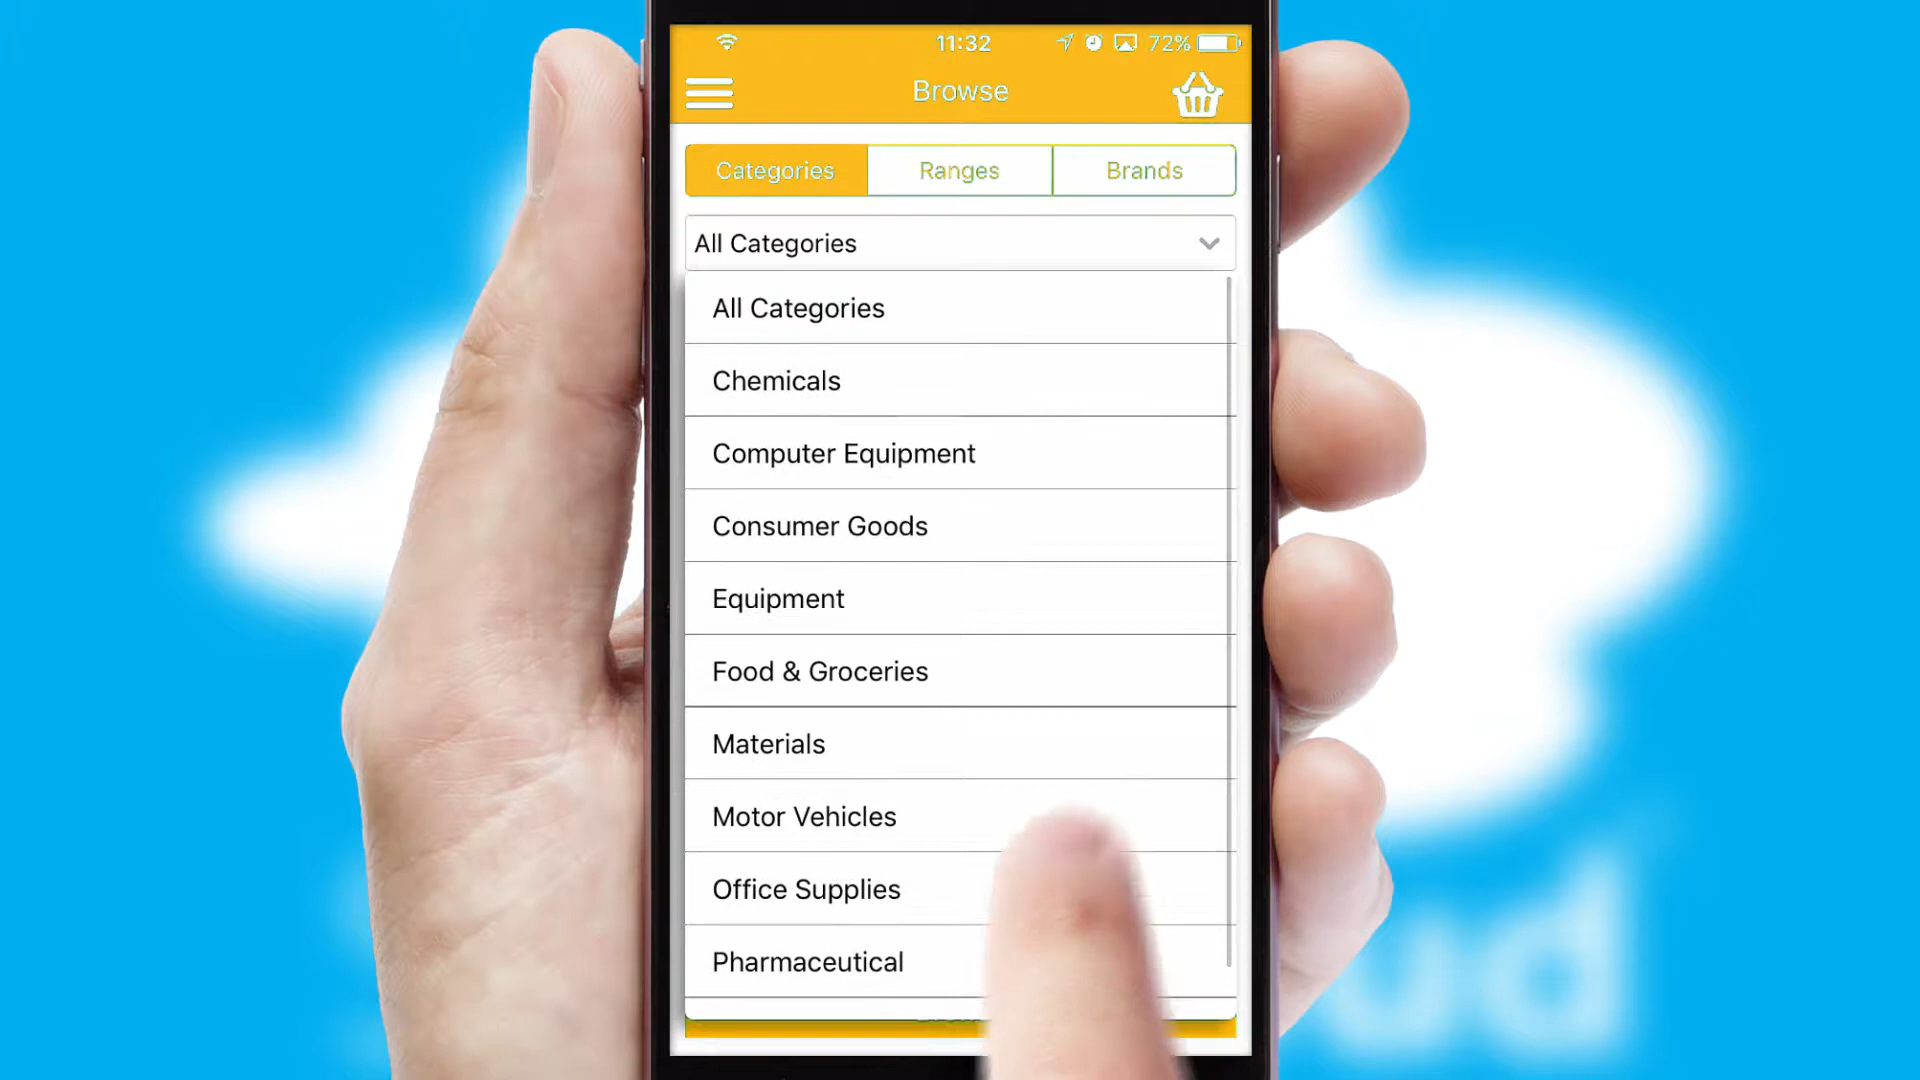 11:32
72%
Browse
Categories
Ranges
Brands
All Categories
All Categories
Chemicals
Computer Equipment
Consumer Goods
Equipment
Food & Groceries
Materials
Motor Vehicles
Office Supplies
Pharmaceutical
ud